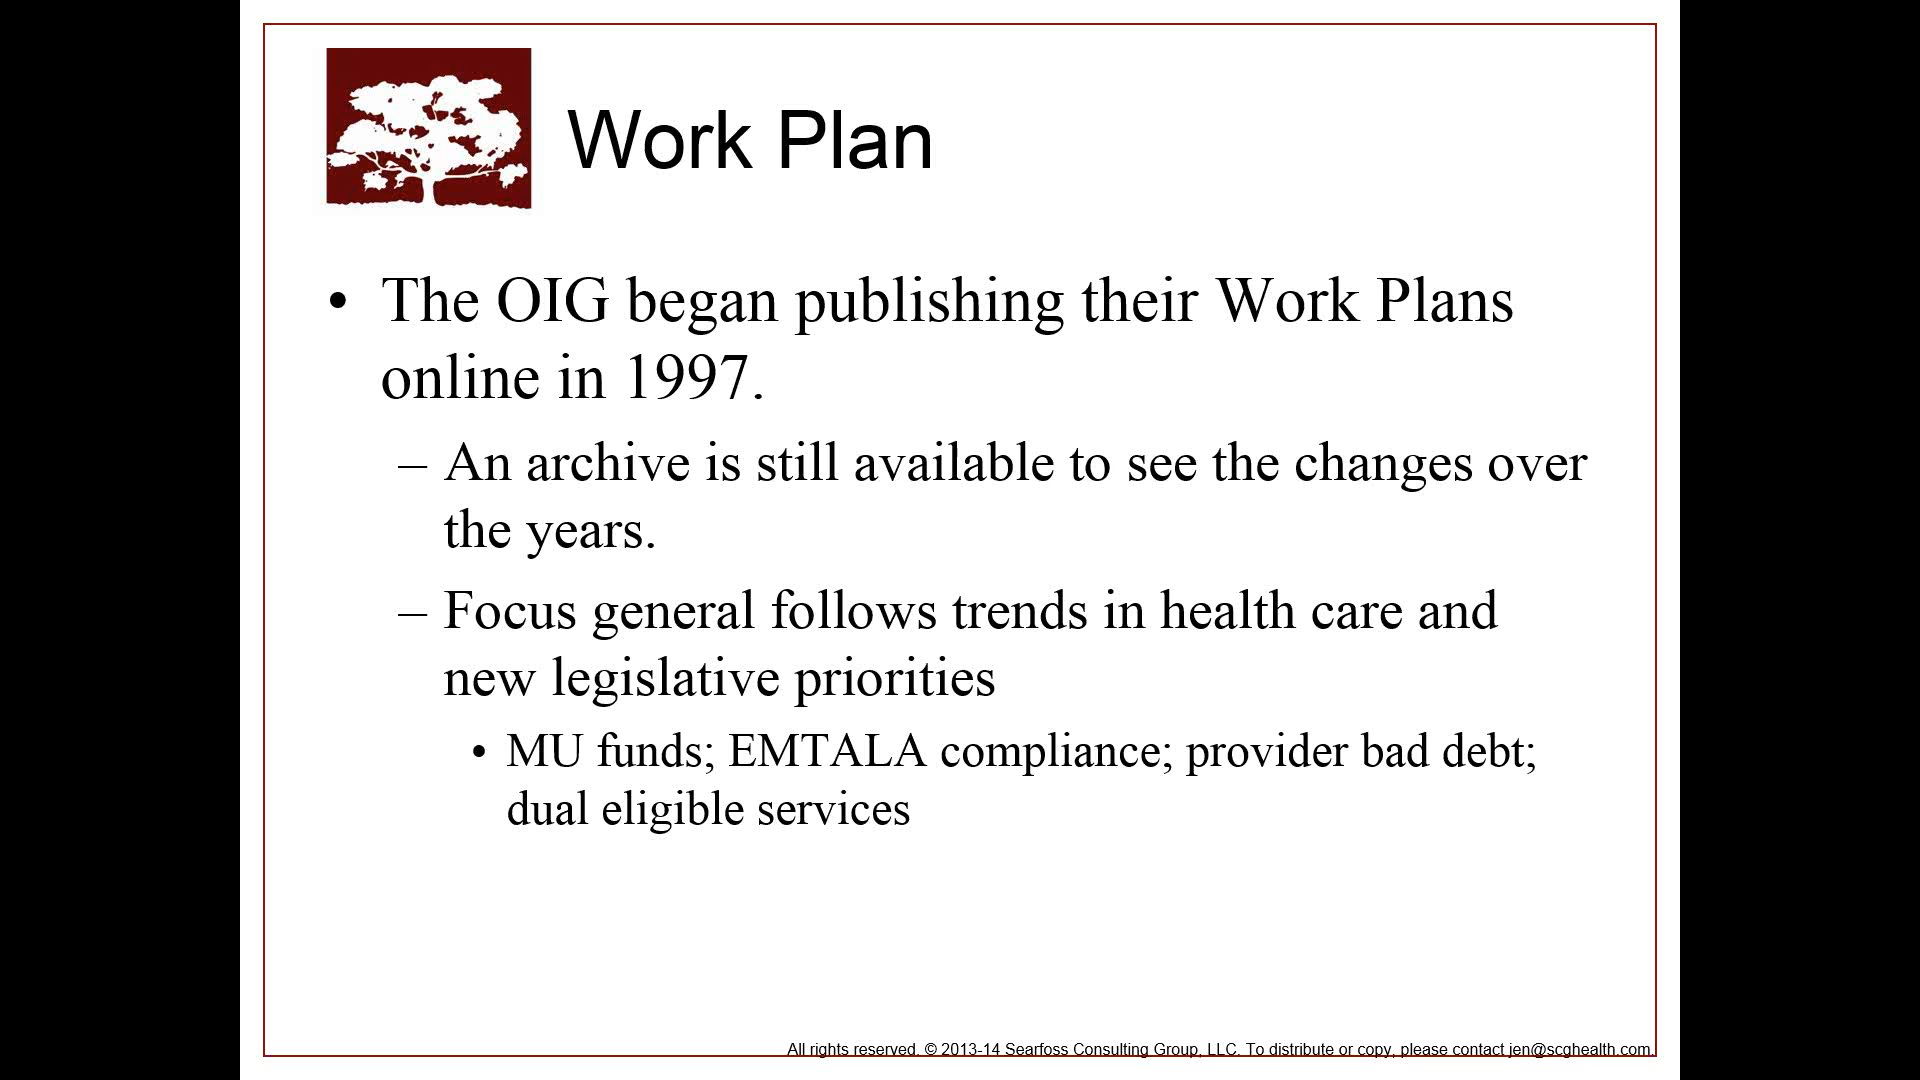 Work Plan
• The OIG began publishing their Work Plans
online in 1997.
– An archive is still available to see the changes over
the years.
– Focus general follows trends in health care and
new legislative priorities
• MU funds; EMTALA compliance; provider bad debt;
dual eligible services
All rights reserved. © 2013-14 Searfoss Consulting Group, LLC. To distribute or copy, please contact jen@scghealth.com.